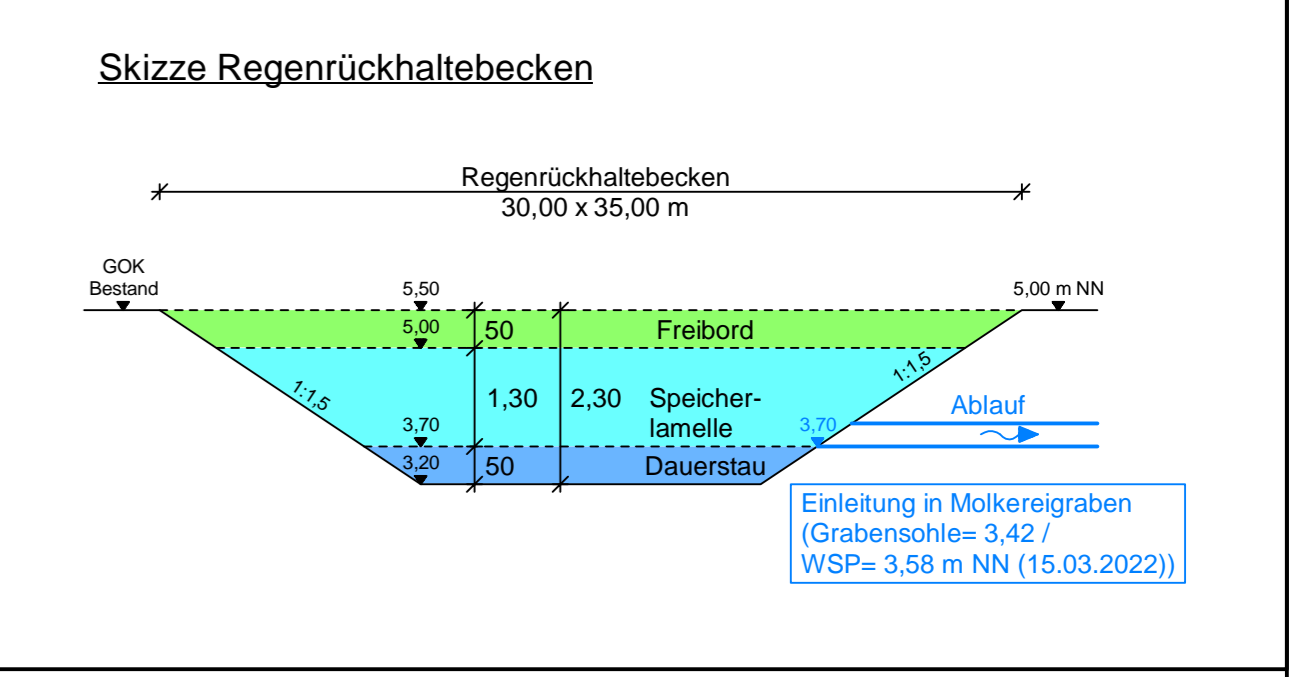 Skizze Regenrückhaltebecken
Regenrückhaltebecken
30,00 x 35,00 m
GOK
Bestand
5,50
5,00 m NN
5,00
50
Freibord
1:1,5
1:1,5
1,30
2,30
Speicher-
lamelle
Ablauf
3,70
3,70
3,20
50
Dauerstau
Einleitung in Molkereigraben
(Grabensohle= 3,42 /
WSP= 3,58 m NN (15.03.2022))